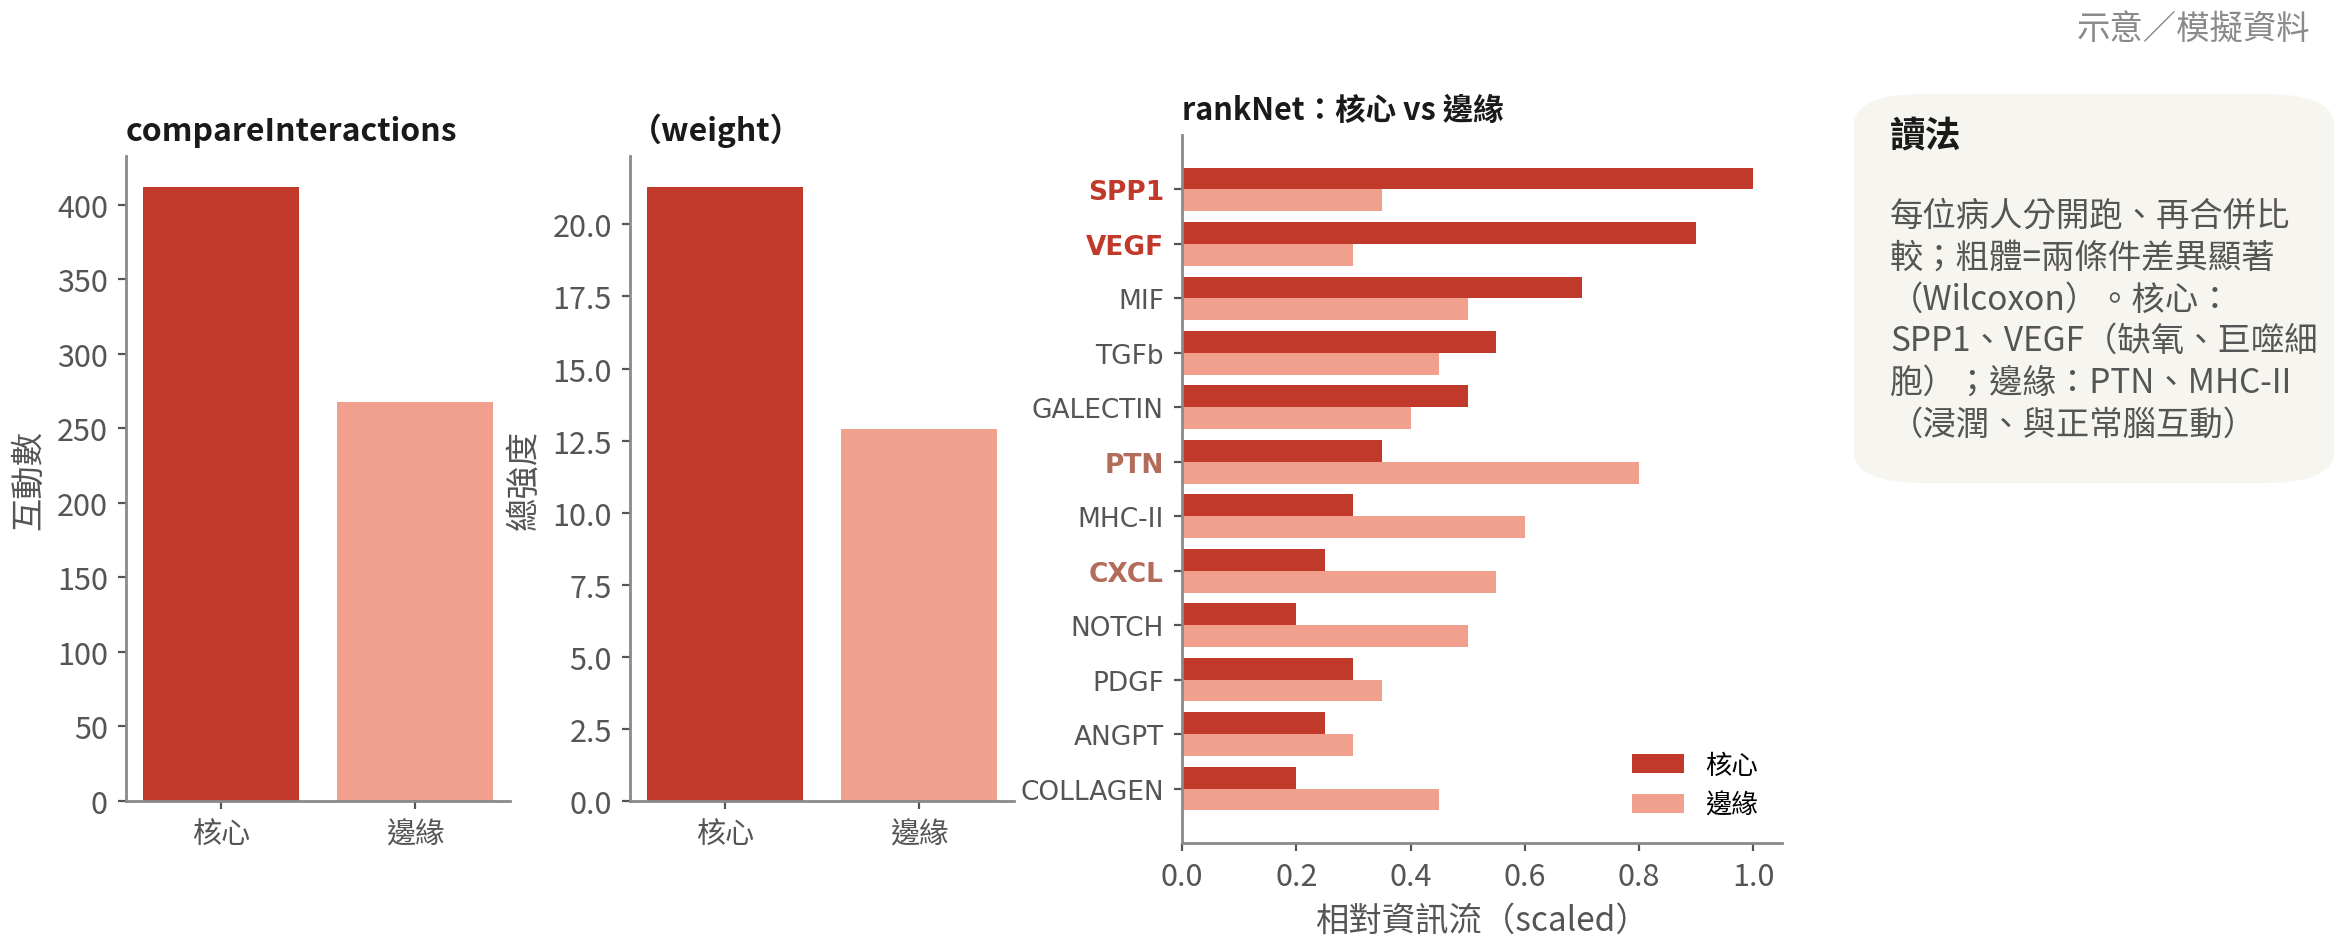 示意／模擬資料
compareInteractions
互動數
400
350
300
250
200
150
100
50
0
核心
邊緣
（weight）
總強度
20.0
17.5
15.0
12.5
10.0
7.5
5.0
2.5
0.0
核心
邊緣
rankNet：核心 vs 邊緣
SPP1
VEGF
MIF
TGFb
GALECTIN
PTN
MHC-II
CXCL
NOTCH
PDGF
ANGPT
COLLAGEN
核心
邊緣
0.0
0.2
0.4
0.6
0.8
1.0
相對資訊流（scaled）
讀法
每位病人分開跑、再合併比
較；粗體=兩條件差異顯著
（Wilcoxon）。核心：
SPP1、VEGF（缺氧、巨噬細
胞）；邊緣：PTN、MHC-II
（浸潤、與正常腦互動）